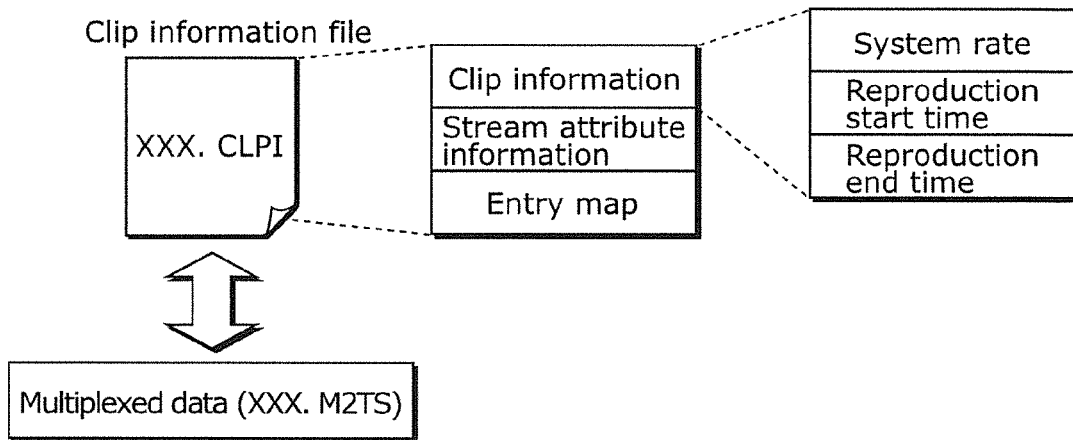 Clip information file
XXX. CLPI
Clip information
Stream attribute
information
Entry map
System rate
Reproduction
start time
Reproduction
end time
Multiplexed data (XXX. M2TS)